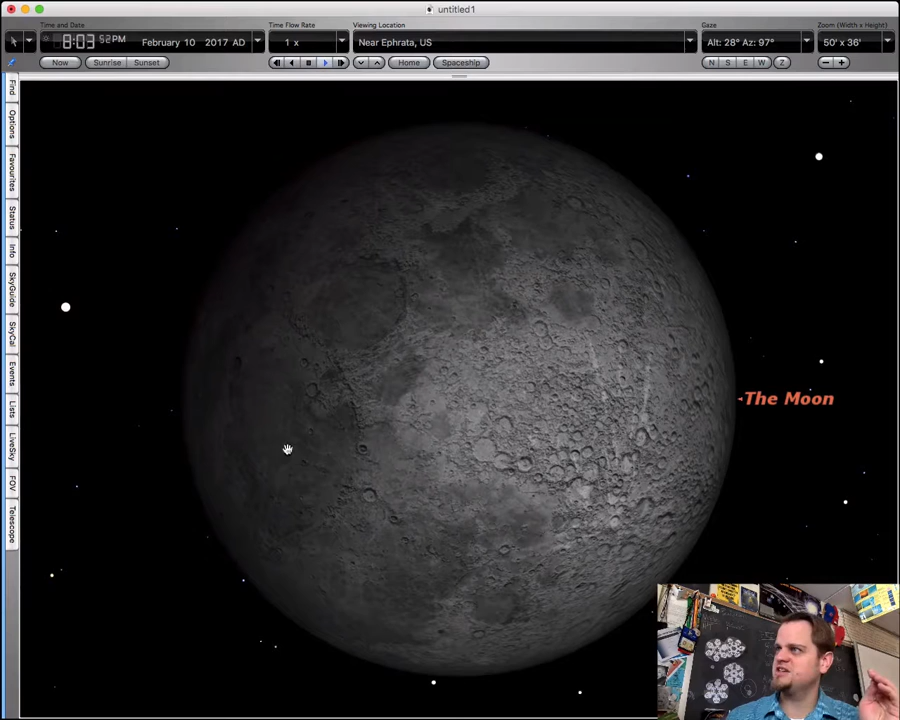 untitled1
Time and Date
Time Flow Rate
Viewing Location
Gaze
Zoom (Width x Height)
8:03 52 PM
February 10 2017 AD
1 x
Near Ephrata, US
Alt: 28° Az: 97°
50' x 36'
Now
Sunrise
Sunset
Home
Spaceship
N
S
E
W
Z
Find
Options
Favourites
Status
Info
SkyGuide
SkyCal
Events
Lists
LiveSky
FOV
Telescope
The Moon